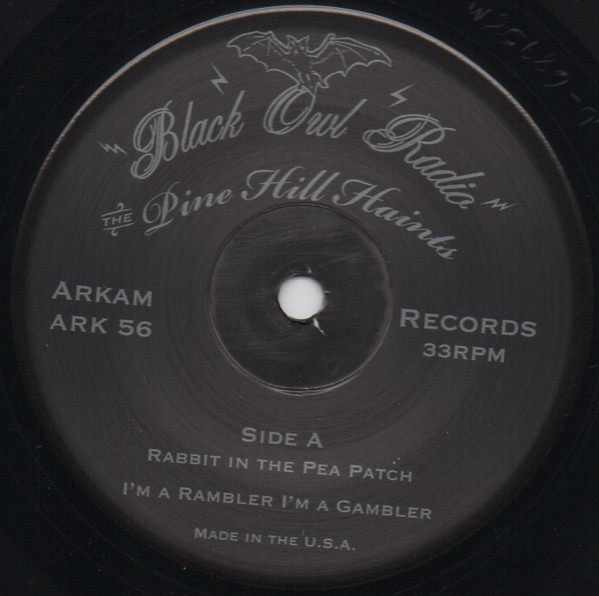 Black Owl Radio
THE Pine Hill Haints
ARKAM
ARK 56
RECORDS
33RPM
SIDE A
RABBIT IN THE PEA PATCH
I'M A RAMBLER I'M A GAMBLER
MADE IN THE U.S.A.